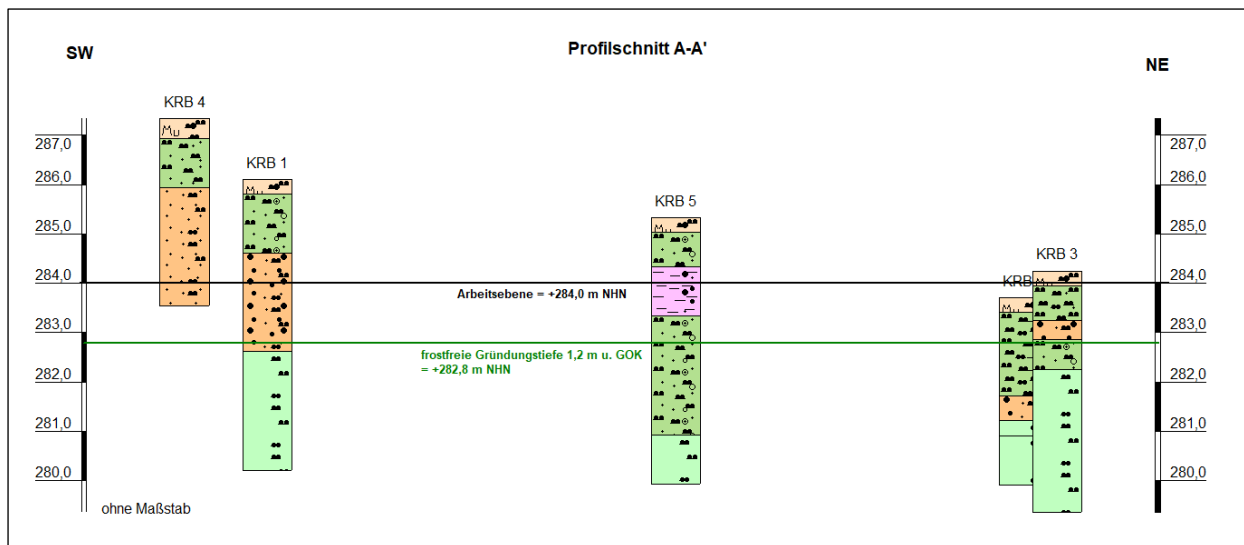 Profilschnitt A-A'
SW
NE
KRB 4
KRB 1
KRB 5
KRB
KRB 3
287,0
286,0
285,0
284,0
283,0
282,0
281,0
280,0
287,0
286,0
285,0
284,0
283,0
282,0
281,0
280,0
Mu
M
M
M
Arbeitsebene = +284,0 m NHN
frostfreie Gründungstiefe 1,2 m u. GOK
= +282,8 m NHN
ohne Maßstab